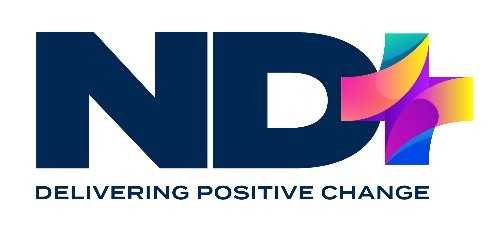 ND+
DELIVERING POSITIVE CHANGE